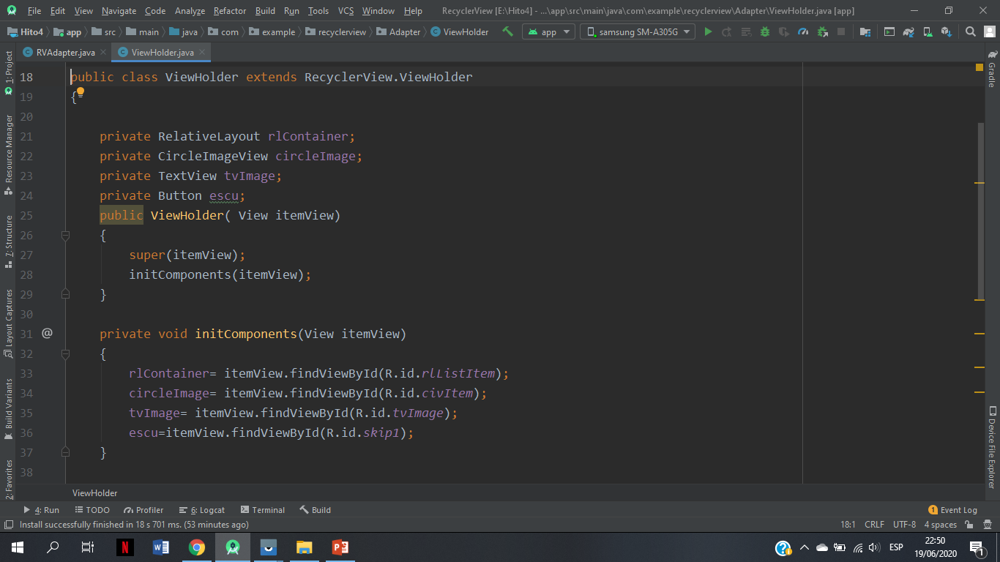 File Edit View Navigate Code Analyze Refactor Build Run Tools VCS Window Help RecyclerView [E:\Hito4] - ...\app\src\main\java\com\example\recyclerview\Adapter\ViewHolder.java [app]
Hito4 app src main java com example recyclerview Adapter ViewHolder app samsung SM-A305G
RVAdapter.java ViewHolder.java
1: Project
Resource Manager
7: Structure
Layout Captures
Build Variants
2: Favorites
18 public class ViewHolder extends RecyclerView.ViewHolder
19 {
20
21 private RelativeLayout rlContainer;
22 private CircleImageView circleImage;
23 private TextView tvImage;
24 private Button escu;
25 public ViewHolder( View itemView)
26 {
27 super(itemView);
28 initComponents(itemView);
29 }
30
31 @ private void initComponents(View itemView)
32 {
33 rlContainer= itemView.findViewById(R.id.rlListItem);
34 circleImage= itemView.findViewById(R.id.civItem);
35 tvImage= itemView.findViewById(R.id.tvImage);
36 escu=itemView.findViewById(R.id.skip1);
37 }
38
Gradle
Device File Explorer
ViewHolder
4: Run TODO Profiler 6: Logcat Terminal Build 1 Event Log
Install successfully finished in 18 s 701 ms. (53 minutes ago) 18:1 CRLF UTF-8 4 spaces
N W P ? ESP 22:50
19/06/2020 1